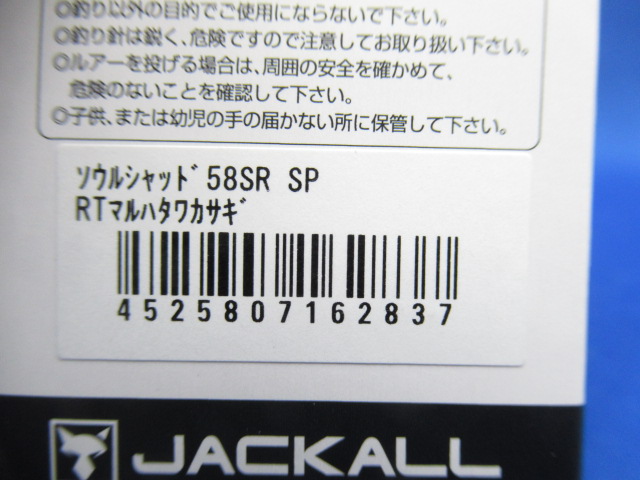 ◎釣り以外の目的でご使用にならないで下さい。
◎釣り針は鋭く、危険ですので注意してお取り扱い下さい。
◎ルアーを投げる場合は、周囲の安全を確かめて、
危険のないことを確認して下さい。
◎子供、または幼児の手の届かない所に保管して下さい。
ｿｳﾙｼｬｯﾄﾞ58SR SP
RTﾏﾙﾊﾀﾜｶｻｷﾞ
4525807162837
JACKALL